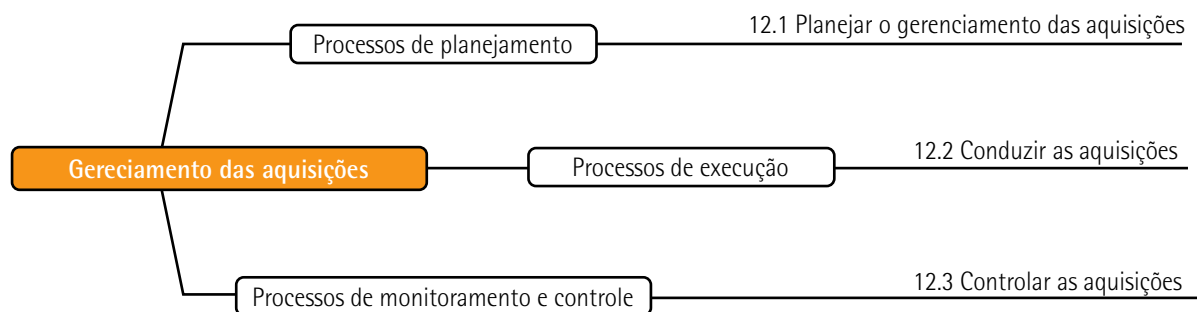 Processos de planejamento
12.1 Planejar o gerenciamento das aquisições
Gereciamento das aquisições
Processos de execução
12.2 Conduzir as aquisições
Processos de monitoramento e controle
12.3 Controlar as aquisições